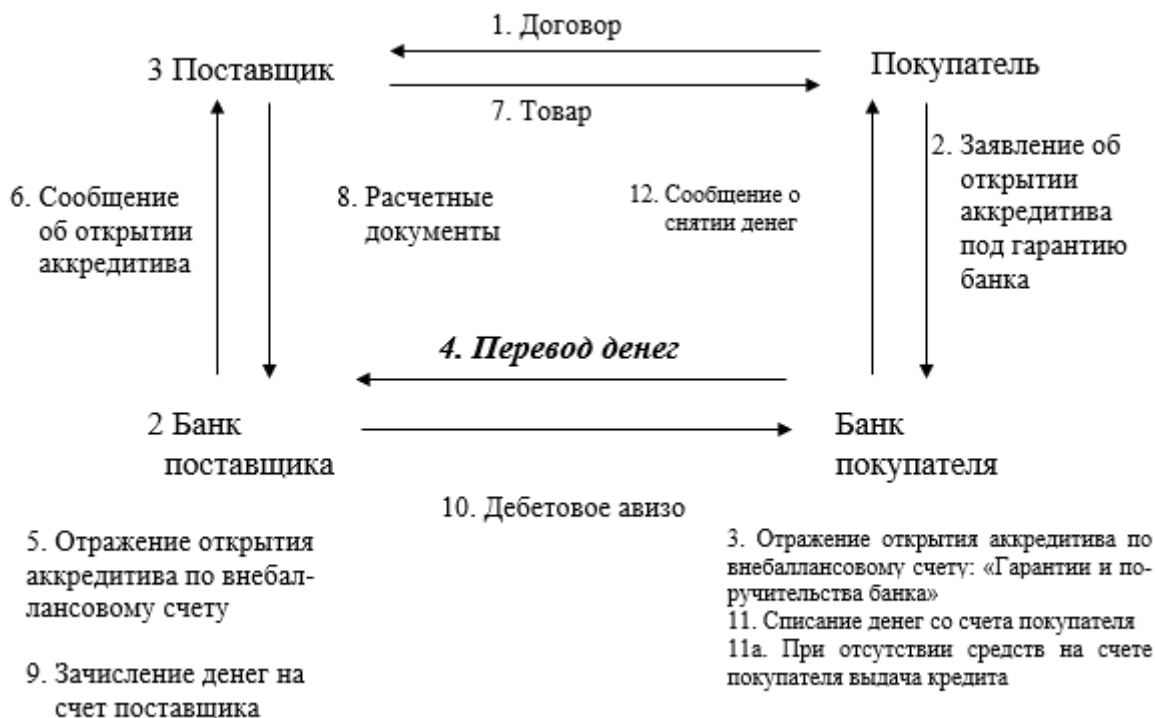 1. Договор
3 Поставщик
Покупатель
7. Товар
6. Сообщение
об открытии
аккредитива
8. Расчетные
документы
12. Сообщение о
снятии денег
2. Заявление об
открытии
аккредитива
под гарантию
банка
4. Перевод денег
2 Банк
поставщика
Банк
покупателя
10. Дебетовое авизо
5. Отражение открытия
аккредитива по внебал-
лансовому счету
9. Зачисление денег на
счет поставщика
3. Отражение открытия аккредитива по
внебаллансовому счету: «Гарантии и по-
ручительства банка»
11. Списание денег со счета покупателя
11а. При отсутствии средств на счете
покупателя выдача кредита